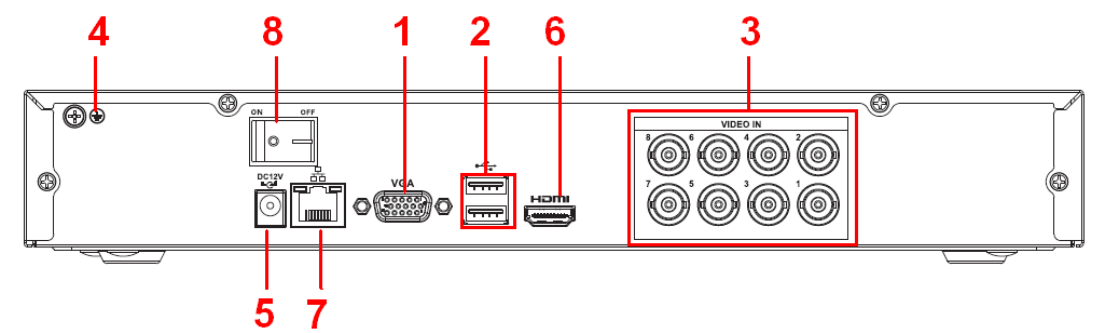 4 8 1 2 6 3
ON OFF
VIDEO IN
8 6 4 2
DC12V
VGA
HDMI
7 5 3 1
5 7